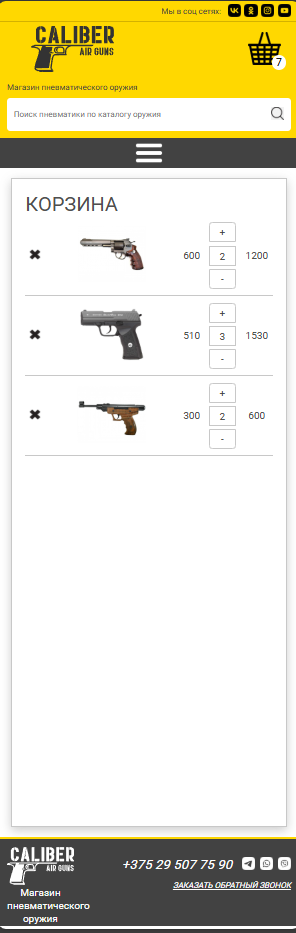 Мы в соц сетях:
CALIBER
AIR GUNS
7
Магазин пневматического оружия
Поиск пневматики по каталогу оружия
КОРЗИНА
+
600 2 1200
-
+
510 3 1530
-
+
300 2 600
-
CALIBER
AIR GUNS
Магазин
пневматического
оружия
+375 29 507 75 90
ЗАКАЗАТЬ ОБРАТНЫЙ ЗВОНОК